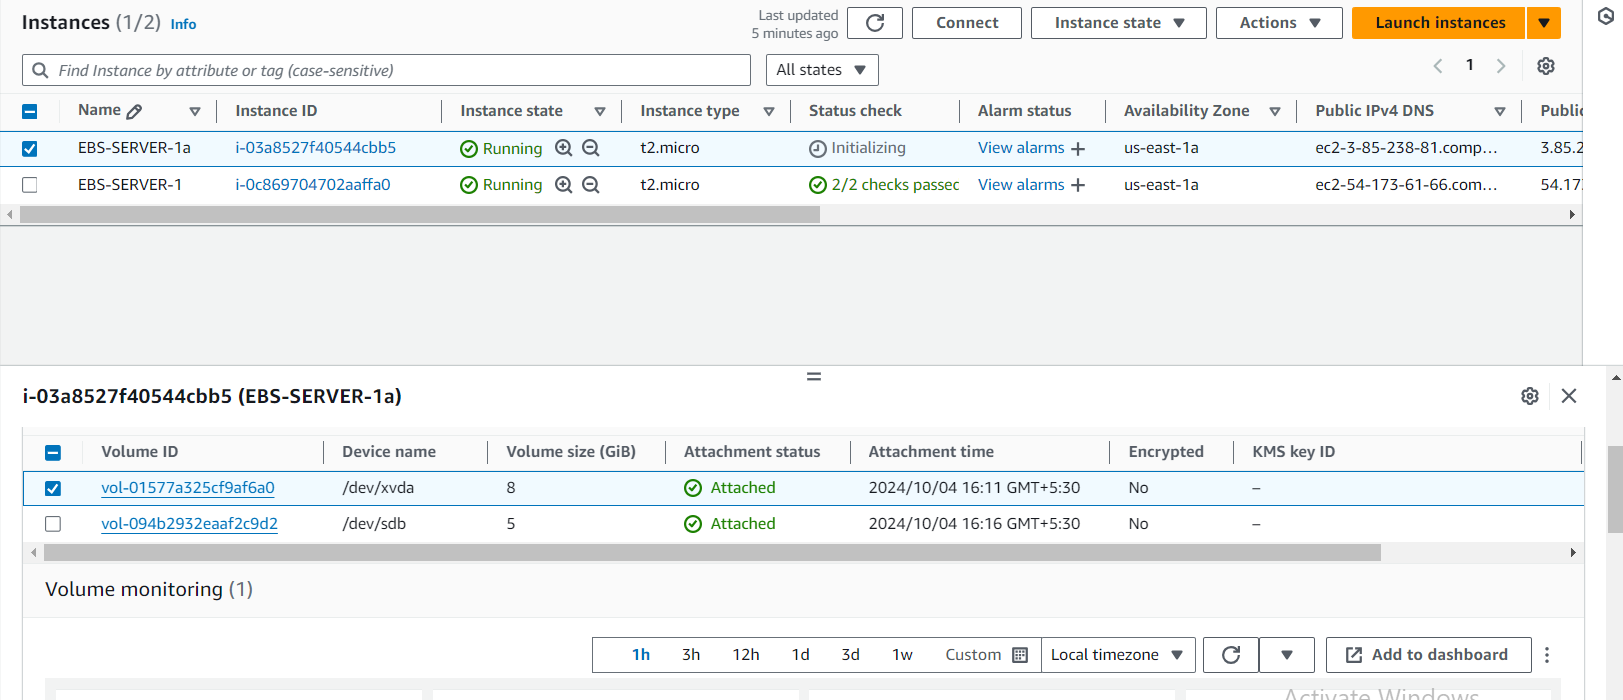 Instances (1/2) Info
Last updated
5 minutes ago
Connect
Instance state
Actions
Launch instances
Find Instance by attribute or tag (case-sensitive)
All states
1
Name Instance ID Instance state Instance type Status check Alarm status Availability Zone Public IPv4 DNS Public
EBS-SERVER-1a i-03a8527f40544cbb5 Running t2.micro Initializing View alarms + us-east-1a ec2-3-85-238-81.comp... 3.85.2
EBS-SERVER-1 i-0c869704702aaffa0 Running t2.micro 2/2 checks passec View alarms + us-east-1a ec2-54-173-61-66.com... 54.17
i-03a8527f40544cbb5 (EBS-SERVER-1a)
Volume ID Device name Volume size (GiB) Attachment status Attachment time Encrypted KMS key ID
vol-01577a325cf9af6a0 /dev/xvda 8 Attached 2024/10/04 16:11 GMT+5:30 No –
vol-094b2932eaaf2c9d2 /dev/sdb 5 Attached 2024/10/04 16:16 GMT+5:30 No –
Volume monitoring (1)
1h 3h 12h 1d 3d 1w Custom Local timezone Add to dashboard
Activate Windows